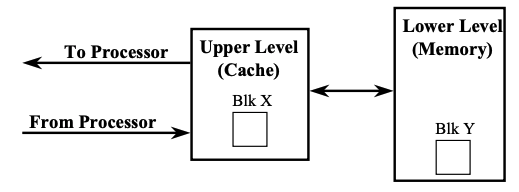 To Processor
From Processor
Upper Level
(Cache)
Blk X
Lower Level
(Memory)
Blk Y